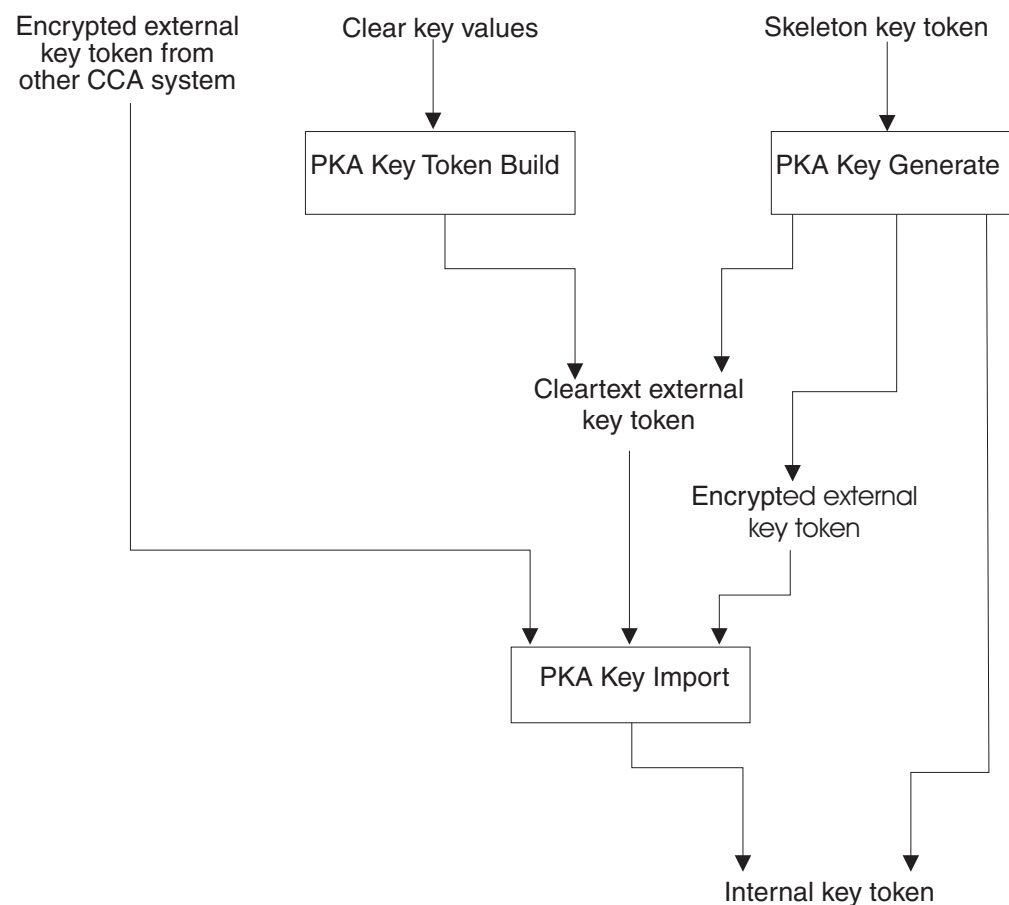 Encrypted external
key token from
other CCA system
Clear key values
Skeleton key token
PKA Key Token Build
PKA Key Generate
Cleartext external
key token
Encrypted external
key token
PKA Key Import
Internal key token